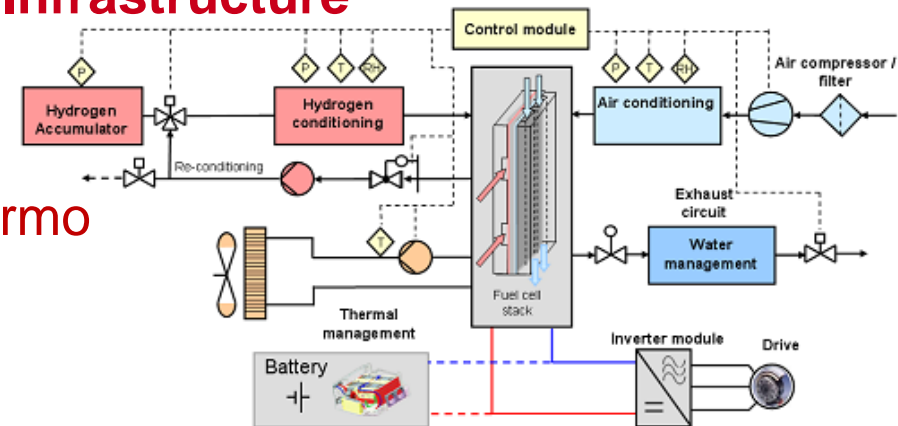 Infrastructure
Control module
P
P
T
RH
P
T
RH
Air compressor /
filter
Hydrogen
Accumulator
Hydrogen
conditioning
Air conditioning
Re-conditioning
rmo
T
Exhaust
circuit
Water
management
Fuel cell
stack
Thermal
management
Inverter module
Drive
Battery